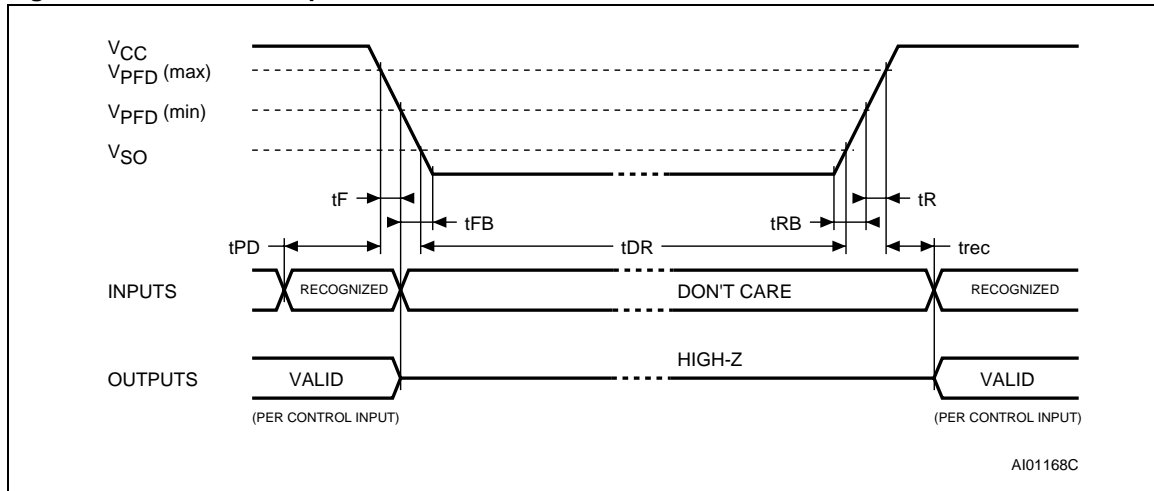 VCC
VPFD (max)
VPFD (min)
VSO
tF
tFB
tR
tRB
tPD
tDR
trec
INPUTS
RECOGNIZED
DON'T CARE
RECOGNIZED
HIGH-Z
OUTPUTS
VALID
VALID
(PER CONTROL INPUT)
(PER CONTROL INPUT)
AI01168C